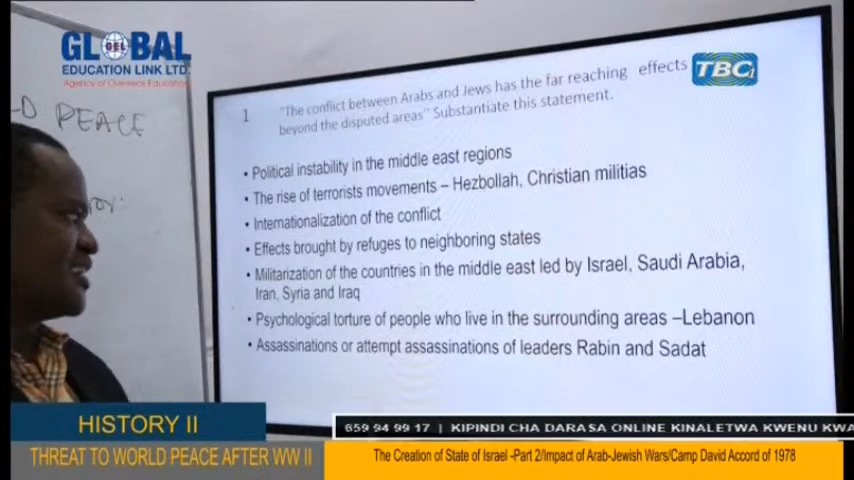 GLOBAL
GEL
EDUCATION LINK LTD.
Agency of Overseas Education
TBC1
PEACE
1 "The conflict between Arabs and Jews has the far reaching effects
beyond the disputed areas" Substantiate this statement.
• Political instability in the middle east regions
• The rise of terrorists movements – Hezbollah, Christian militias
• Internationalization of the conflict
• Effects brought by refuges to neighboring states
• Militarization of the countries in the middle east led by Israel, Saudi Arabia,
Iran, Syria and Iraq
• Psychological torture of people who live in the surrounding areas –Lebanon
• Assassinations or attempt assassinations of leaders Rabin and Sadat
HISTORY II
659 94 99 17 | KIPINDI CHA DARASA ONLINE KINALETWA KWENU KWA
THREAT TO WORLD PEACE AFTER WW II
The Creation of State of Israel -Part 2/Impact of Arab-Jewish Wars/Camp David Accord of 1978